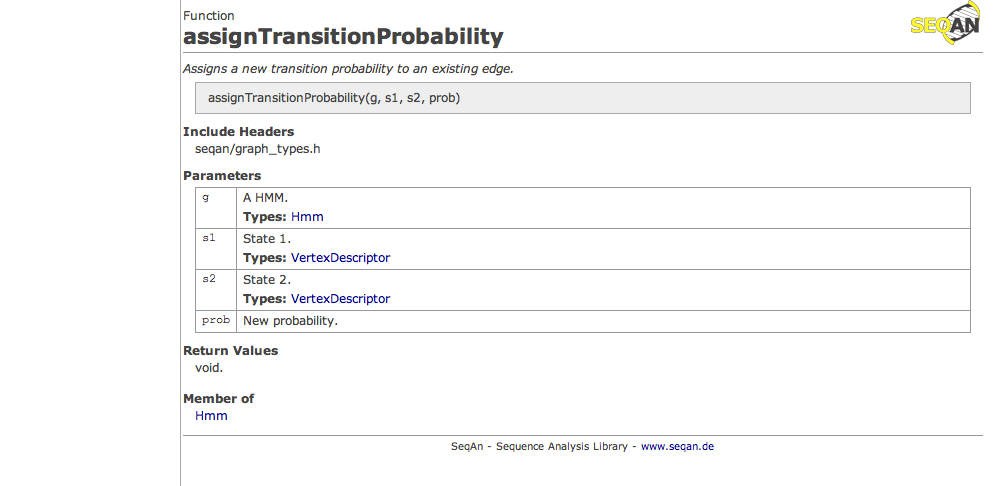 Function
SEQAN
assignTransitionProbability
Assigns a new transition probability to an existing edge.
assignTransitionProbability(g, s1, s2, prob)
Include Headers
seqan/graph_types.h
Parameters
g
A HMM.
Types: Hmm
s1
State 1.
Types: VertexDescriptor
s2
State 2.
Types: VertexDescriptor
prob
New probability.
Return Values
void.
Member of
Hmm
SeqAn - Sequence Analysis Library - www.seqan.de